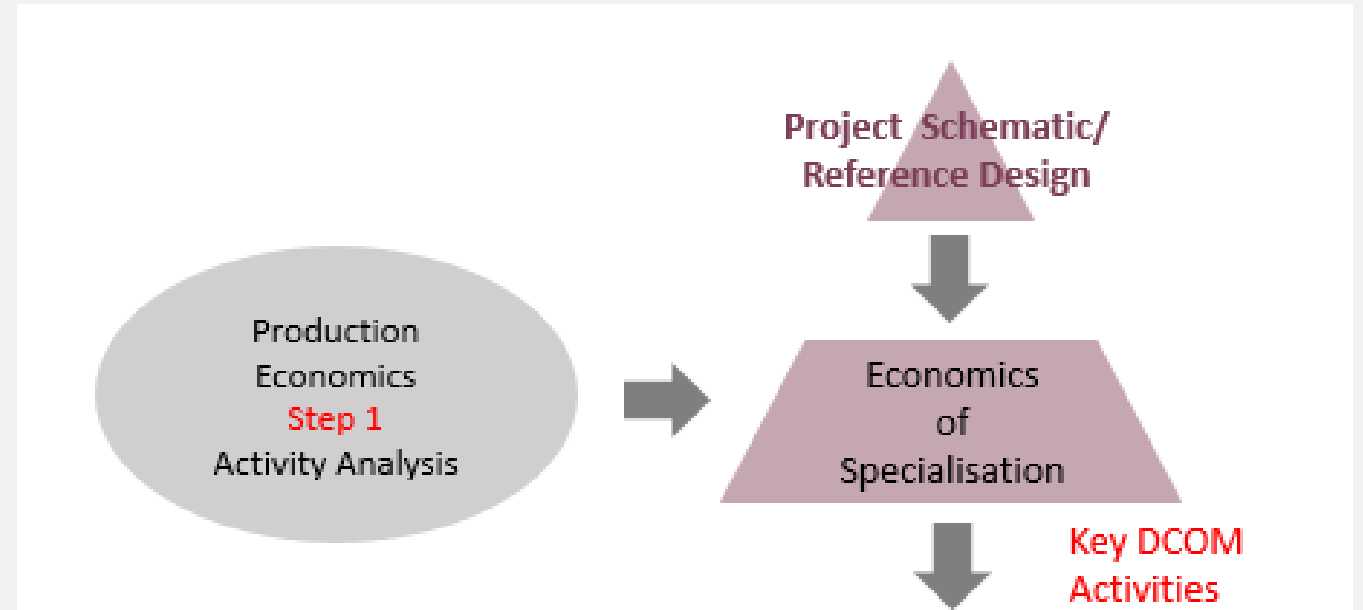 Project Schematic/
Reference Design
Production
Economics
Step 1
Activity Analysis
Economics
of
Specialisation
Key DCOM
Activities